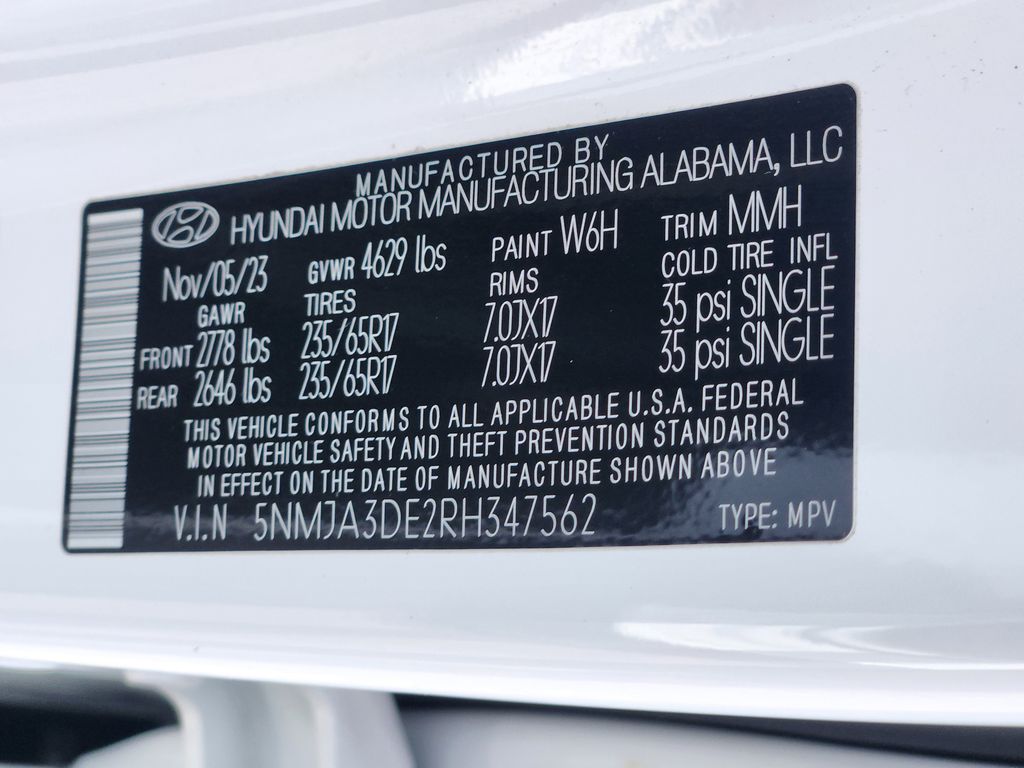 MANUFACTURED BY
HYUNDAI MOTOR MANUFACTURING ALABAMA, LLC
Nov/05/23 GVWR 4629 lbs PAINT W6H TRIM MMH
GAWR TIRES RIMS COLD TIRE INFL
FRONT 2778 lbs 235/65R17 7.0JX17 35 psi SINGLE
REAR 2646 lbs 235/65R17 7.0JX17 35 psi SINGLE
THIS VEHICLE CONFORMS TO ALL APPLICABLE U.S.A. FEDERAL
MOTOR VEHICLE SAFETY AND THEFT PREVENTION STANDARDS
IN EFFECT ON THE DATE OF MANUFACTURE SHOWN ABOVE
V.I.N 5NMJA3DE2RH347562 TYPE: MPV